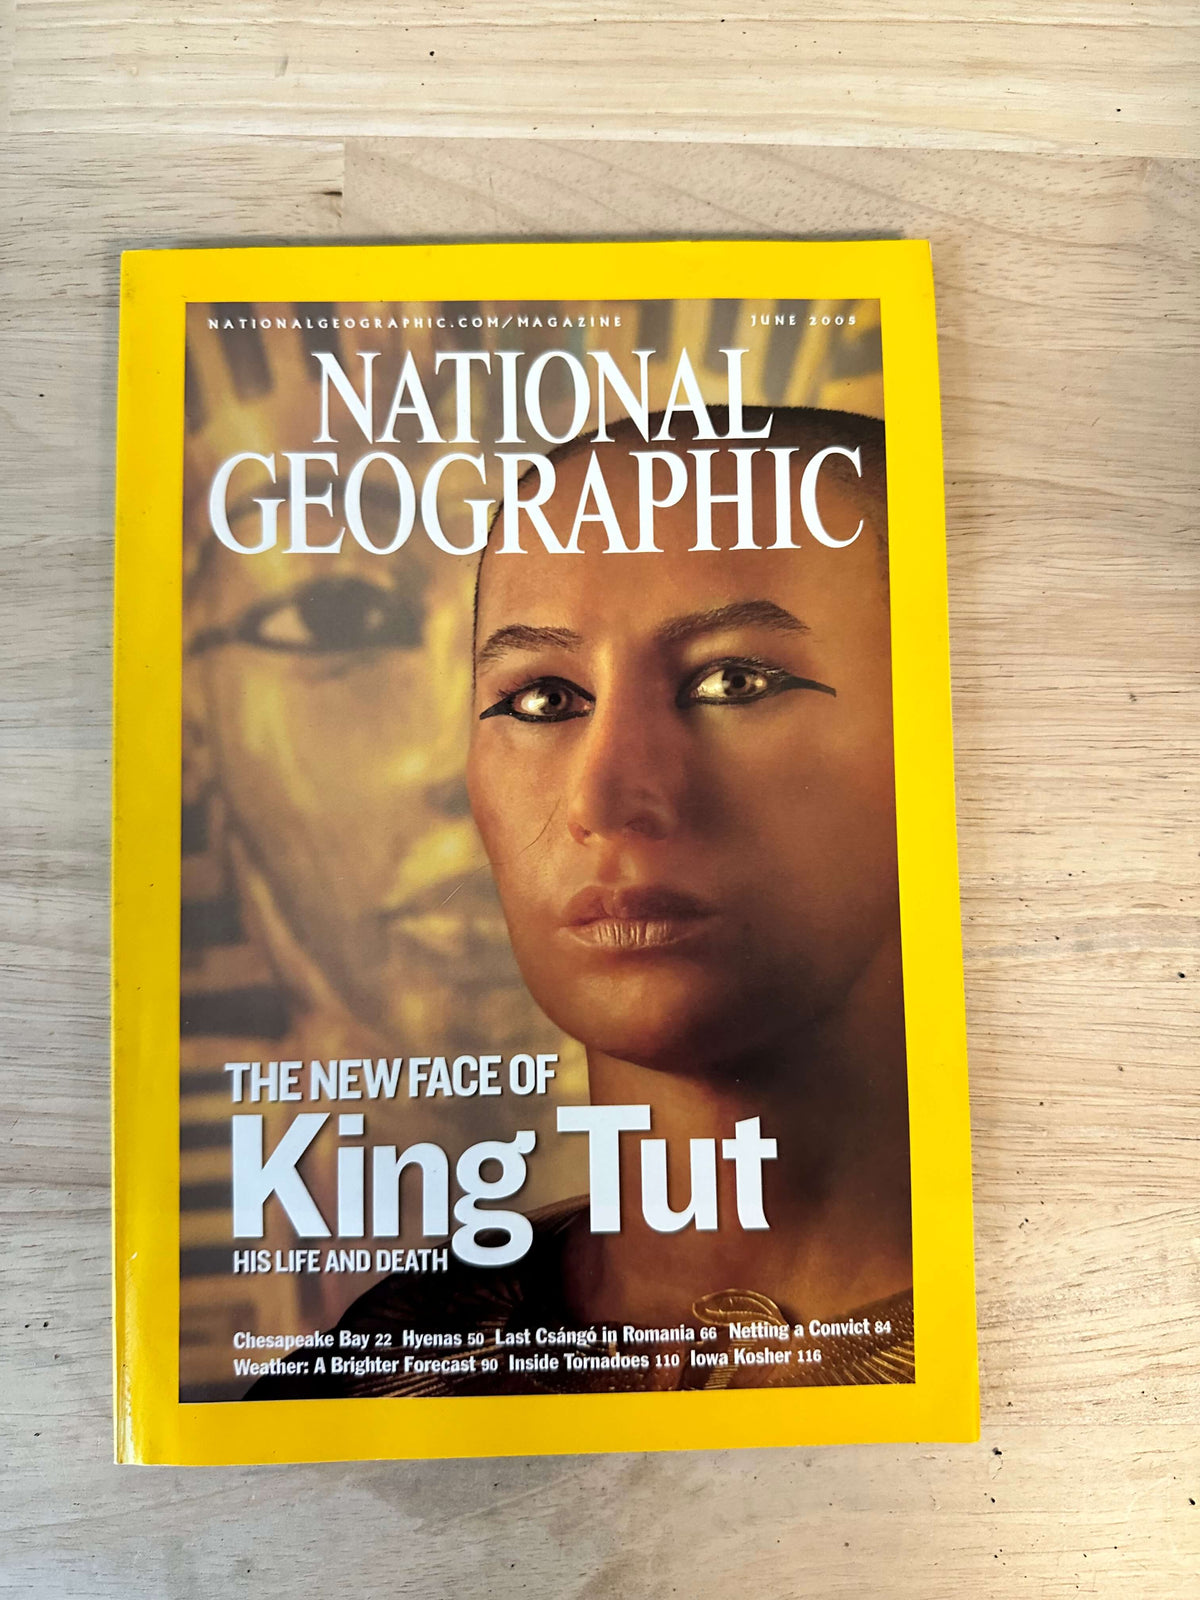 NATIONALGEOGRAPHIC.COM/MAGAZINE JUNE 2005
NATIONAL
GEOGRAPHIC
THE NEW FACE OF
King Tut
HIS LIFE AND DEATH
Chesapeake Bay 22 Hyenas 50 Last Csángó in Romania 66 Netting a Convict 84
Weather: A Brighter Forecast 90 Inside Tornadoes 110 Iowa Kosher 116